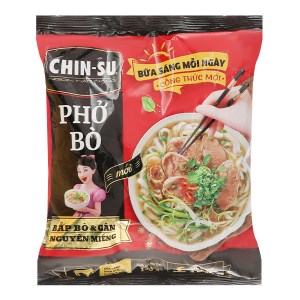 CHIN-SU
BỮA SÁNG MỖI NGÀY
CÔNG THỨC MỚI
PHỞ
BÒ
mới
BẮP BÒ & GÂN
NGUYÊN MIẾNG